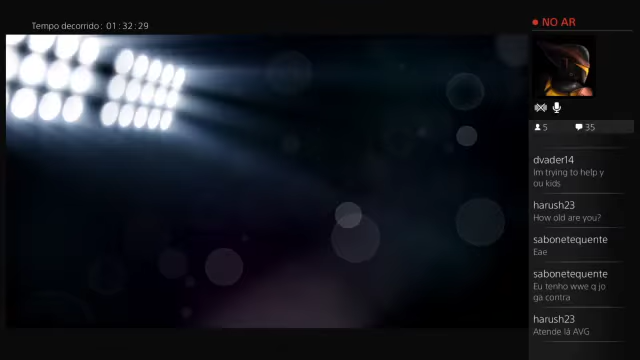 Tempo decorrido: 01:32:29
NO AR
5
35
dvader14
Im trying to help y
ou kids
harush23
How old are you?
sabonetequente
Eae
sabonetequente
Eu tenho wwe q jo
ga contra
harush23
Atende lá AVG